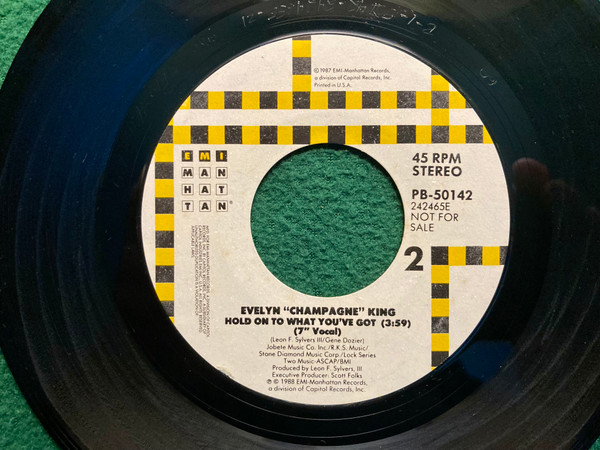 © 1987 EMI-Manhattan Records,
a division of Capitol Records, Inc.
Printed in U.S.A.
EMI
MAN
HAT
TAN®
45 RPM
STEREO
PB-50142
242465E
NOT FOR
SALE
2
EVELYN "CHAMPAGNE" KING
HOLD ON TO WHAT YOU'VE GOT (3:59)
(7" Vocal)
(Leon F. Sylvers III/Gene Dozier)
Jobete Music Co. Inc./R.K.S. Music/
Stone Diamond Music Corp./Lock Series
Two Music-ASCAP/BMI
Produced by Leon F. Sylvers, III
Executive Producer: Scott Folks
℗ © 1988 EMI-Manhattan Records,
a division of Capitol Records, Inc.